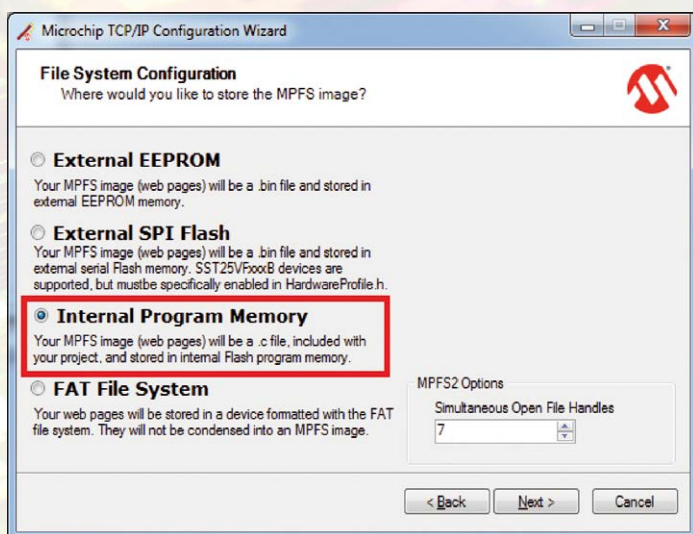 Microchip TCP/IP Configuration Wizard
File System Configuration
Where would you like to store the MPFS image?
External EEPROM
Your MPFS image (web pages) will be a .bin file and stored in
external EEPROM memory.
External SPI Flash
Your MPFS image (web pages) will be a .bin file and stored in
external serial Flash memory. SST25VFxxxB devices are
supported, but mustbe specifically enabled in HardwareProfile.h.
Internal Program Memory
Your MPFS image (web pages) will be a .c file, included with
your project, and stored in internal Flash program memory.
FAT File System
Your web pages will be stored in a device formatted with the FAT
file system. They will not be condensed into an MPFS image.
MPFS2 Options
Simultaneous Open File Handles
7
< Back
Next >
Cancel